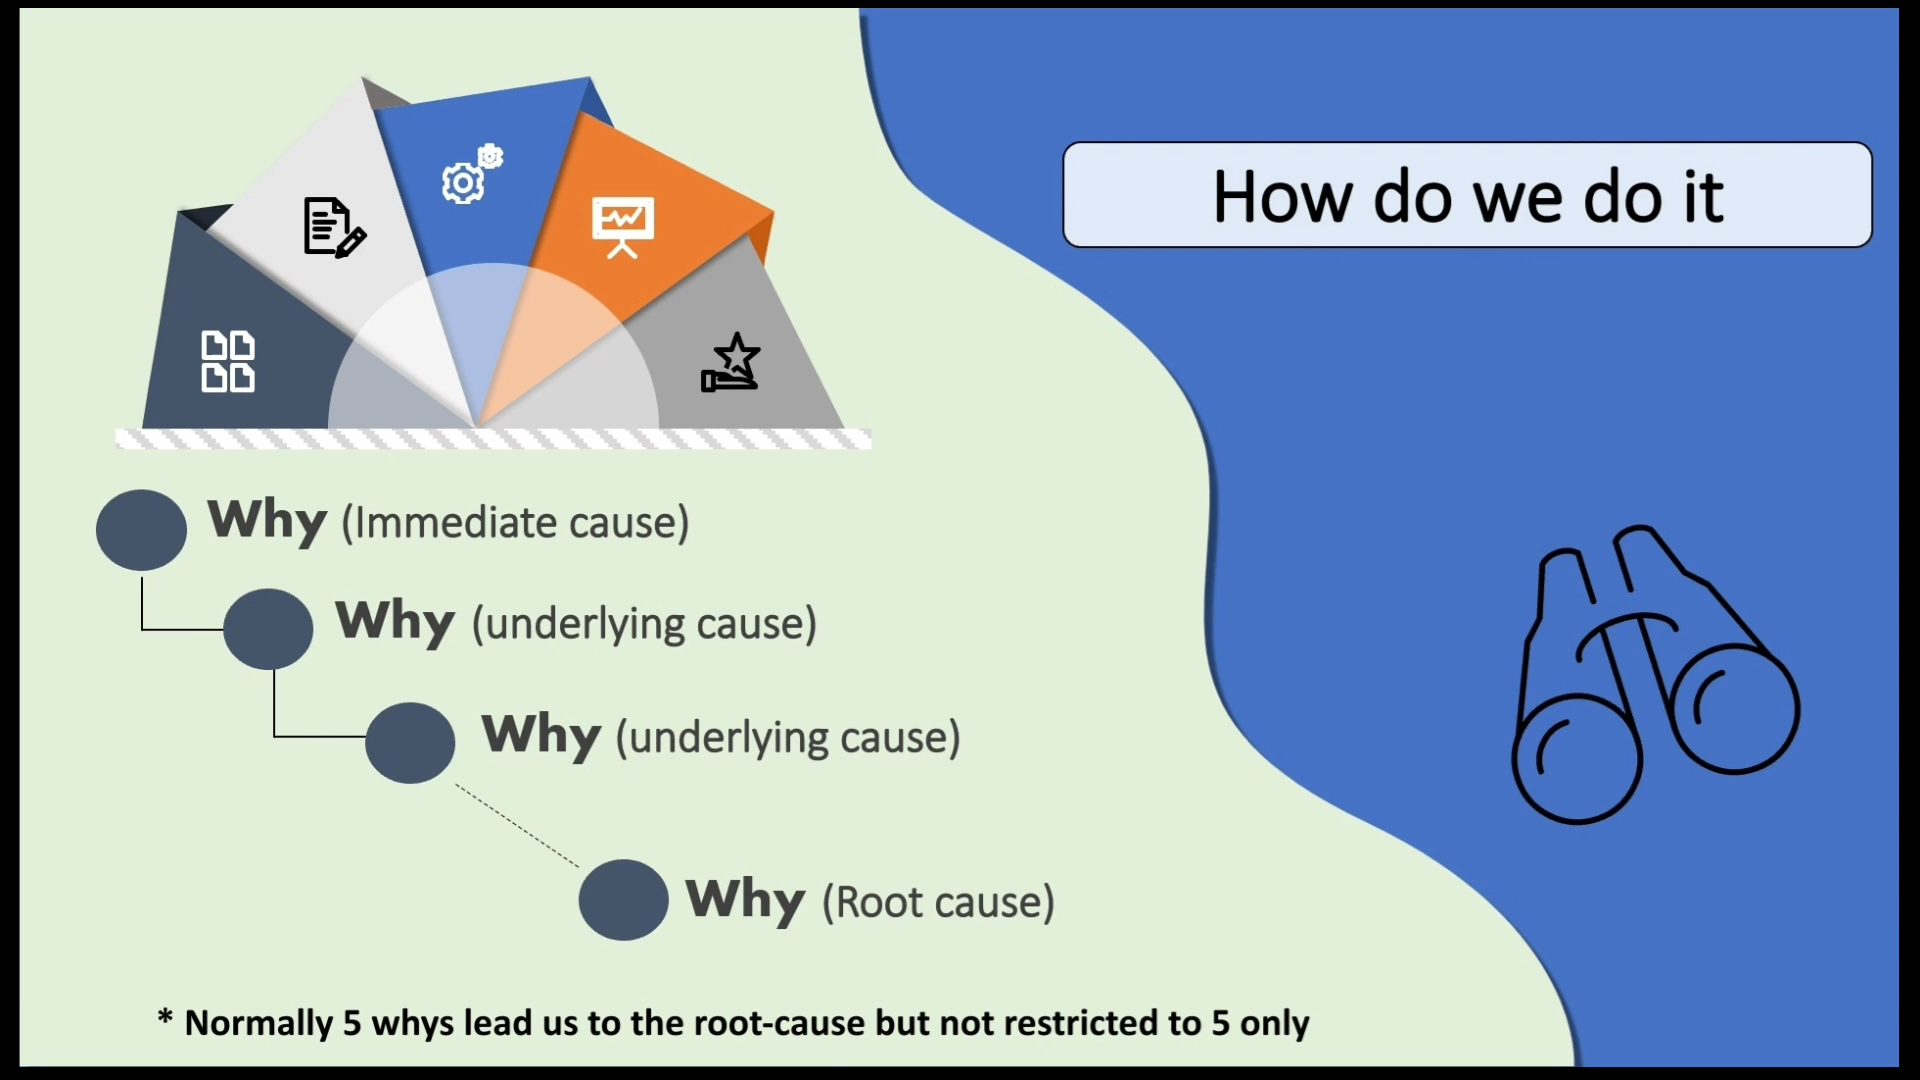 How do we do it
Why (Immediate cause)
Why (underlying cause)
Why (underlying cause)
Why (Root cause)
* Normally 5 whys lead us to the root-cause but not restricted to 5 only